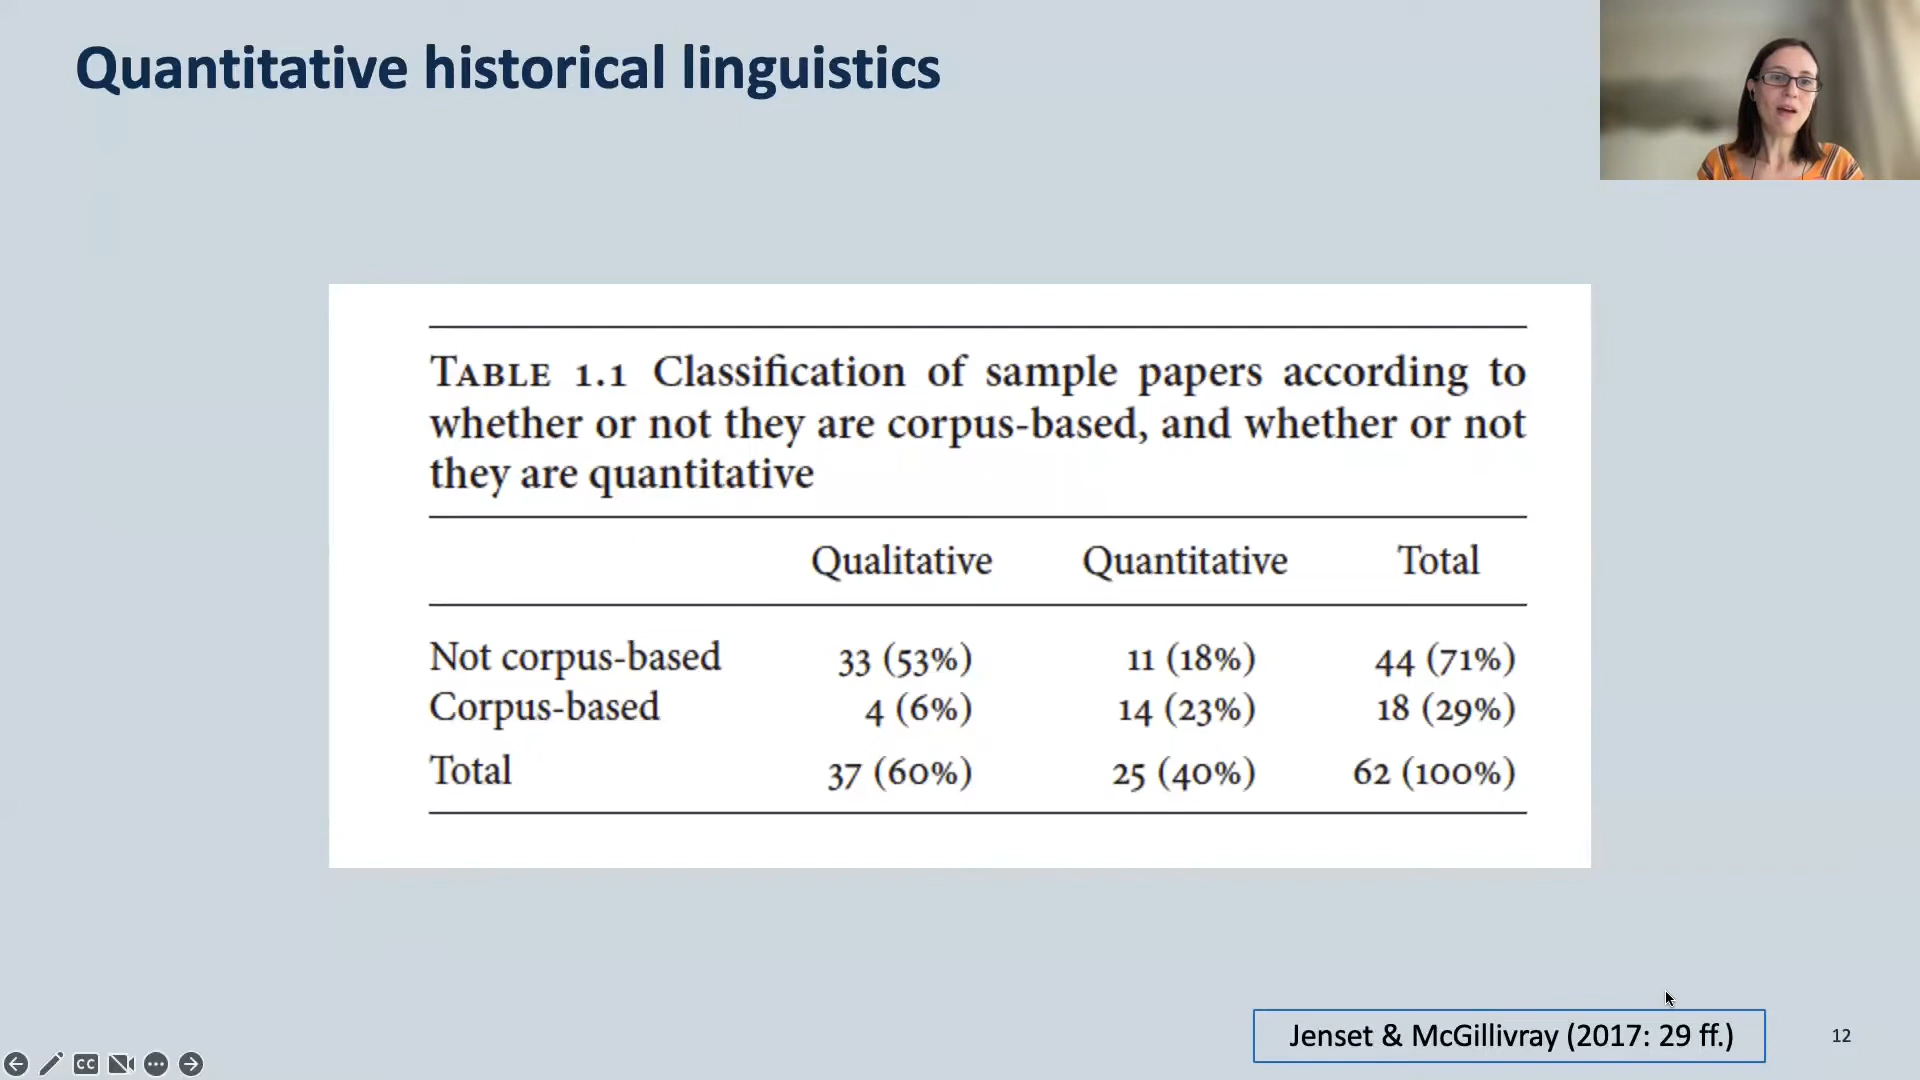 Quantitative historical linguistics
TABLE 1.1 Classification of sample papers according to
whether or not they are corpus-based, and whether or not
they are quantitative
Qualitative Quantitative Total
Not corpus-based 33 (53%) 11 (18%) 44 (71%)
Corpus-based 4 (6%) 14 (23%) 18 (29%)
Total 37 (60%) 25 (40%) 62 (100%)
Jenset & McGillivray (2017: 29 ff.)
12
CC